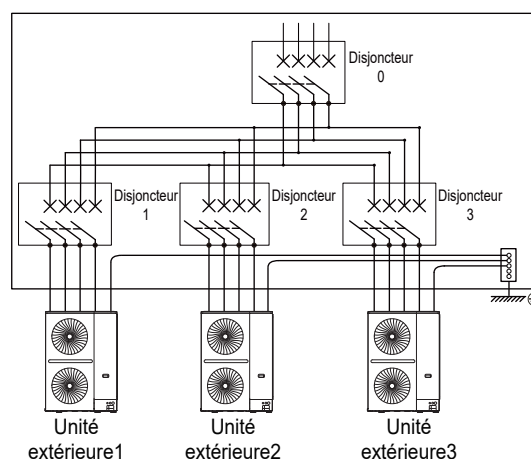 Disjoncteur
0
Disjoncteur
1
Disjoncteur
2
Disjoncteur
3
Unité
extérieure1
Unité
extérieure2
Unité
extérieure3